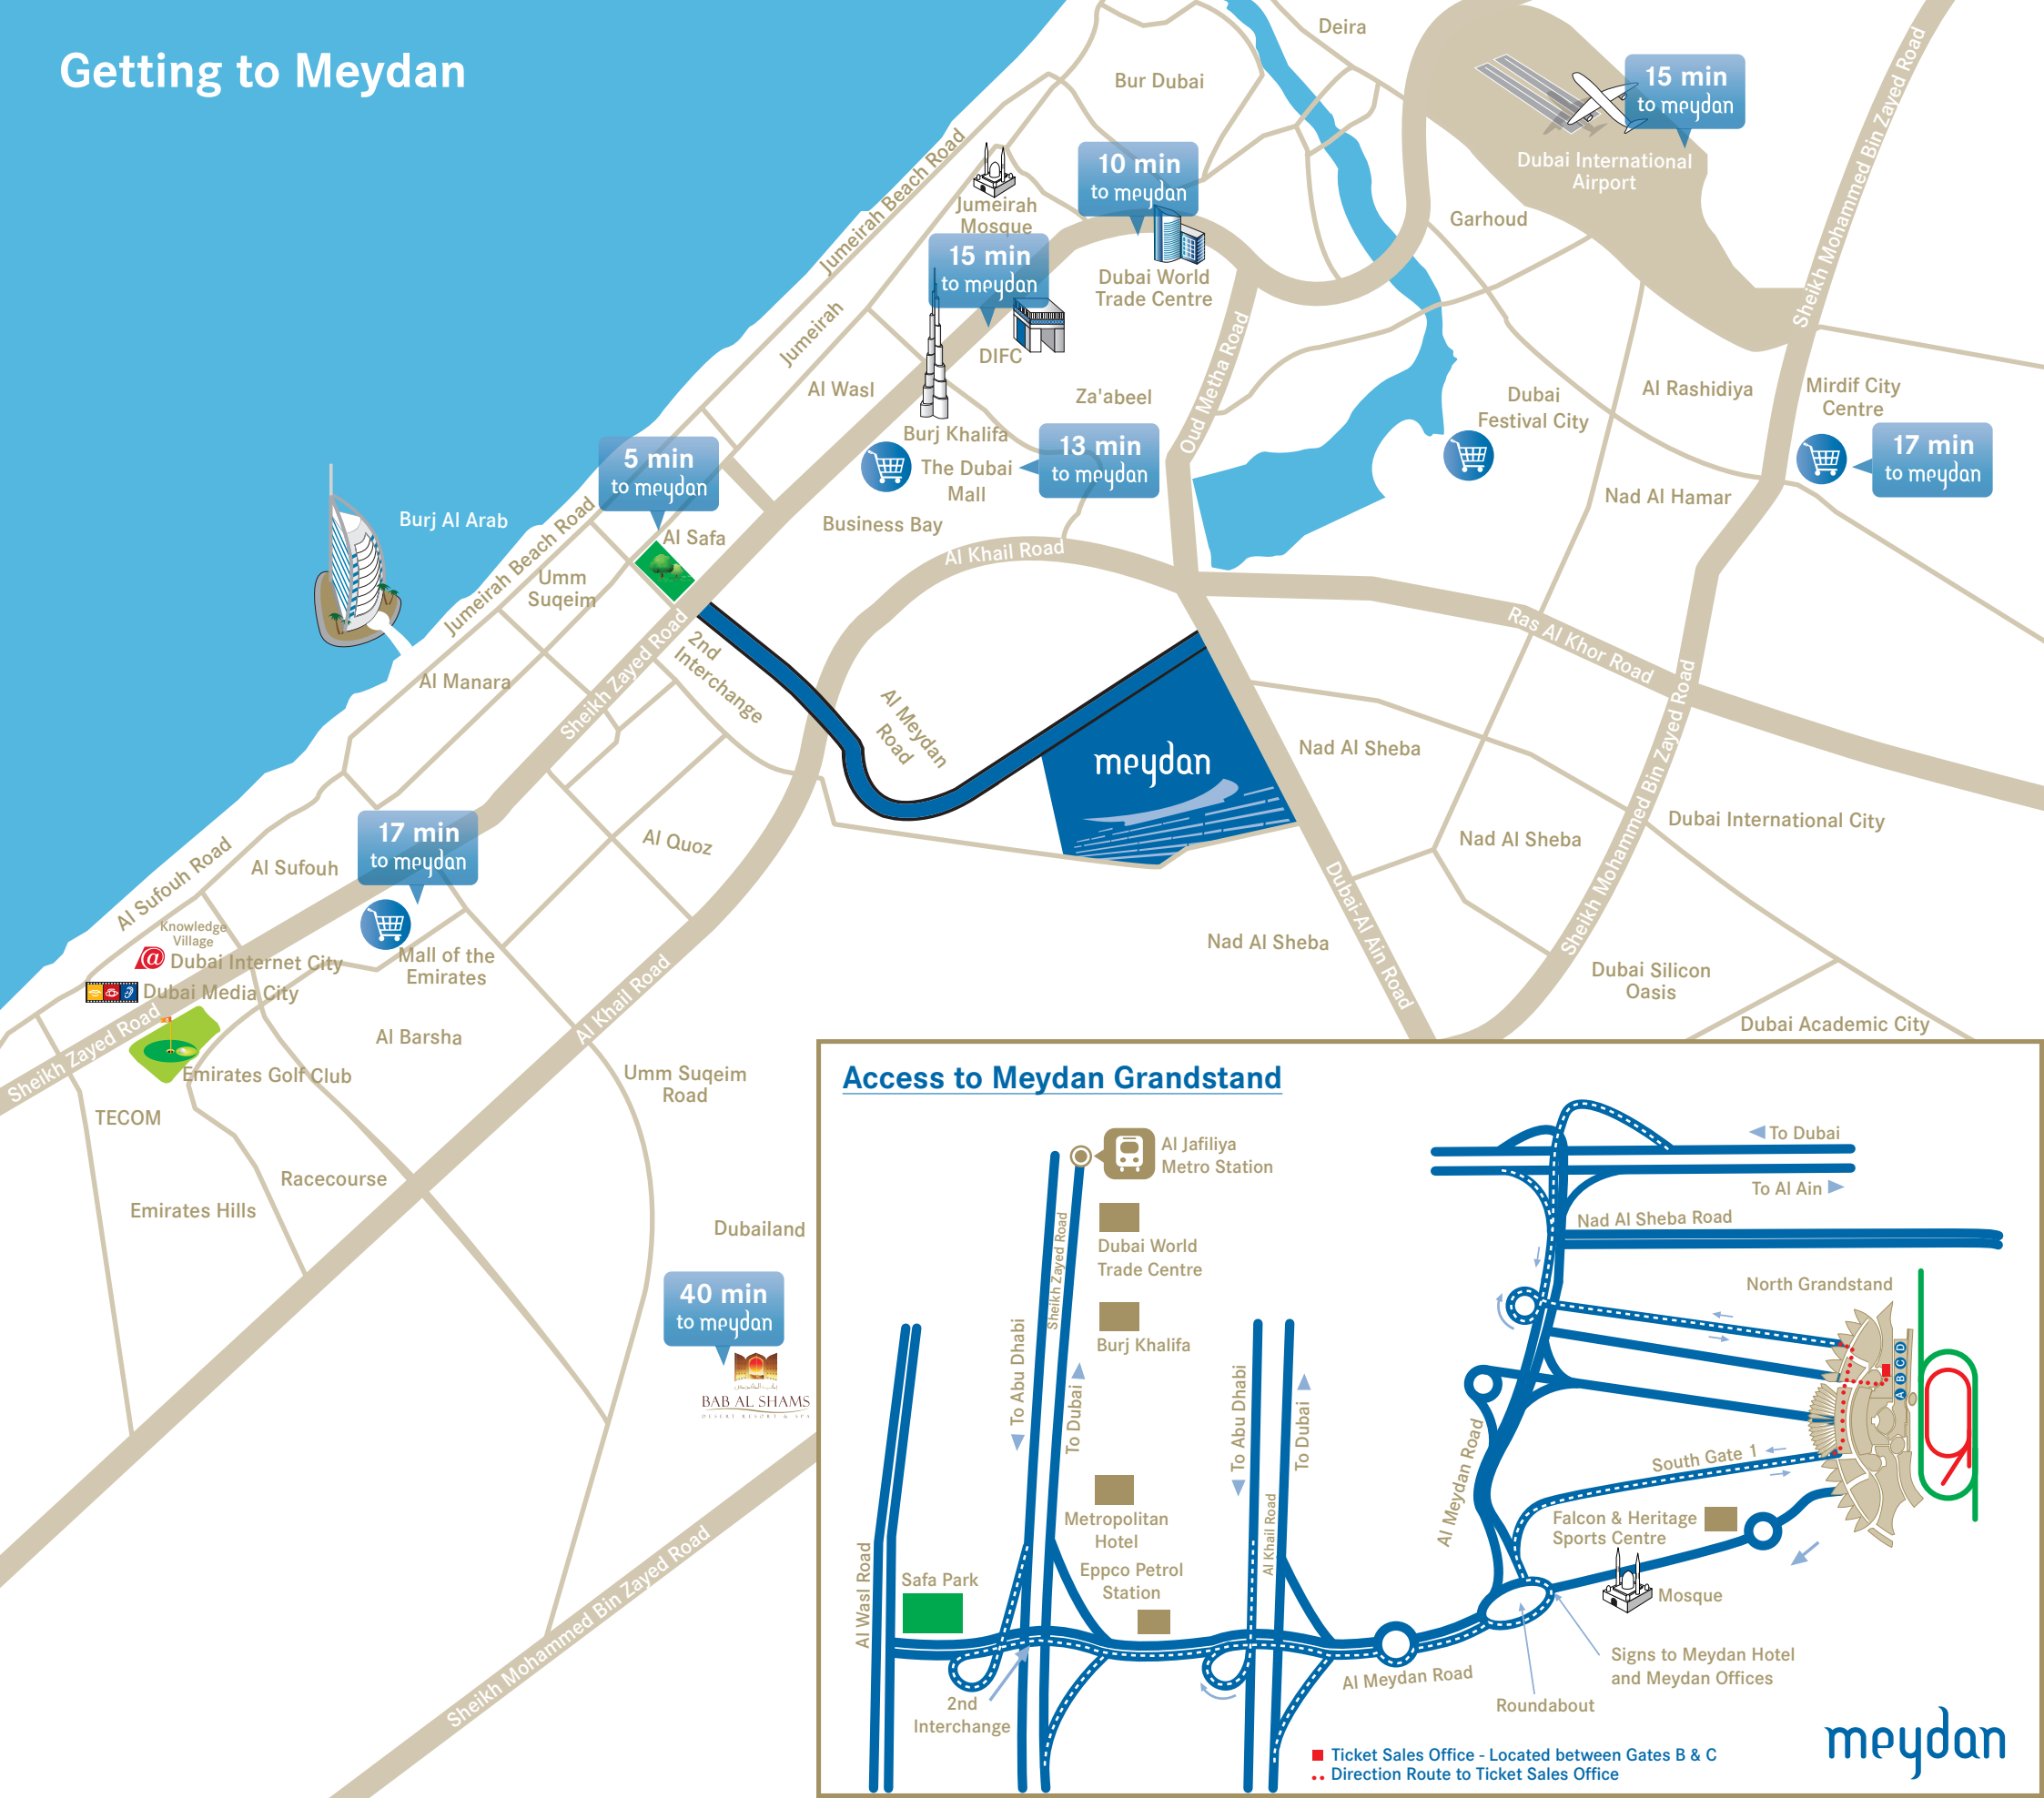 Getting to Meydan
Deira
Bur Dubai
15 min
to meydan
Dubai International
Airport
Sheikh Mohammed Bin Zayed Road
Jumeirah Beach Road
10 min
to meydan
Jumeirah
Mosque
Garhoud
15 min
to meydan
Dubai World
Trade Centre
Jumeirah
DIFC
Oud Metha Road
Al Wasl
Za'abeel
Dubai
Festival City
Al Rashidiya
Mirdif City
Centre
Burj Khalifa
5 min
to meydan
The Dubai
Mall
13 min
to meydan
17 min
to meydan
Nad Al Hamar
Burj Al Arab
Business Bay
Al Safa
Al Khail Road
Jumeirah Beach Road
Umm
Suqeim
Ras Al Khor Road
2nd
Interchange
Sheikh Zayed Road
Al Manara
Al Meydan
Road
meydan
Nad Al Sheba
Sheikh Mohammed Bin Zayed Road
Dubai International City
17 min
to meydan
Al Quoz
Nad Al Sheba
Al Sufouh Road
Al Sufouh
Dubai-Al Ain Road
Knowledge
Village
Dubai Internet City
Mall of the
Emirates
Nad Al Sheba
Dubai Silicon
Oasis
Dubai Media City
Al Khail Road
Dubai Academic City
Sheikh Zayed Road
Al Barsha
Emirates Golf Club
Umm Suqeim
Road
TECOM
Racecourse
Emirates Hills
Dubailand
40 min
to meydan
BAB AL SHAMS
DESERT RESORT & SPA
Sheikh Mohammed Bin Zayed Road
Access to Meydan Grandstand
Al Jafiliya
Metro Station
To Dubai
To Al Ain
Nad Al Sheba Road
Sheikh Zayed Road
Dubai World
Trade Centre
North Grandstand
Burj Khalifa
To Abu Dhabi
To Dubai
To Abu Dhabi
To Dubai
A B C D
Al Meydan Road
South Gate 1
Metropolitan
Hotel
Al Khail Road
Falcon & Heritage
Sports Centre
Eppco Petrol
Station
Al Wasl Road
Safa Park
Mosque
Al Meydan Road
Signs to Meydan Hotel
and Meydan Offices
2nd
Interchange
Roundabout
meydan
Ticket Sales Office - Located between Gates B & C
Direction Route to Ticket Sales Office